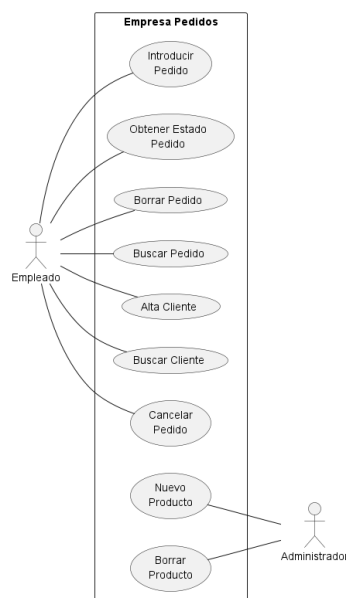 Empresa Pedidos
Introducir
Pedido
Obtener Estado
Pedido
Borrar Pedido
Buscar Pedido
Empleado
Alta Cliente
Buscar Cliente
Cancelar
Pedido
Nuevo
Producto
Borrar
Producto
Administrador